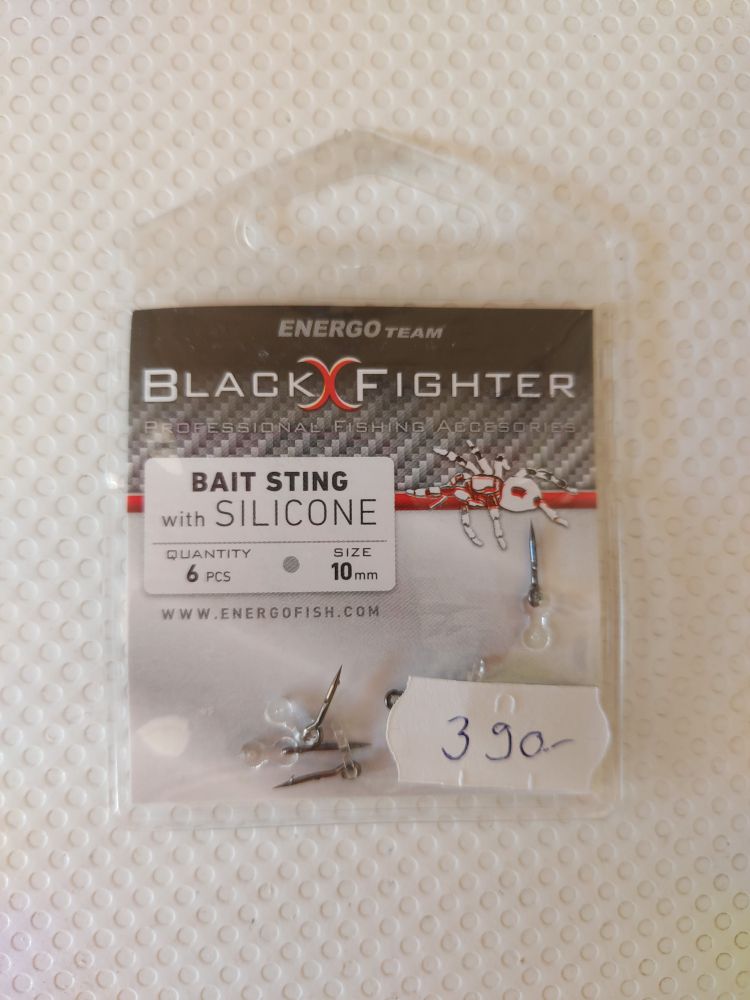 ENERGO TEAM
BLACK X FIGHTER
PROFESSIONAL FISHING ACCESORIES
BAIT STING
with SILICONE
QUANTITY SIZE
6 PCS 10mm
WWW.ENERGOFISH.COM
390.-